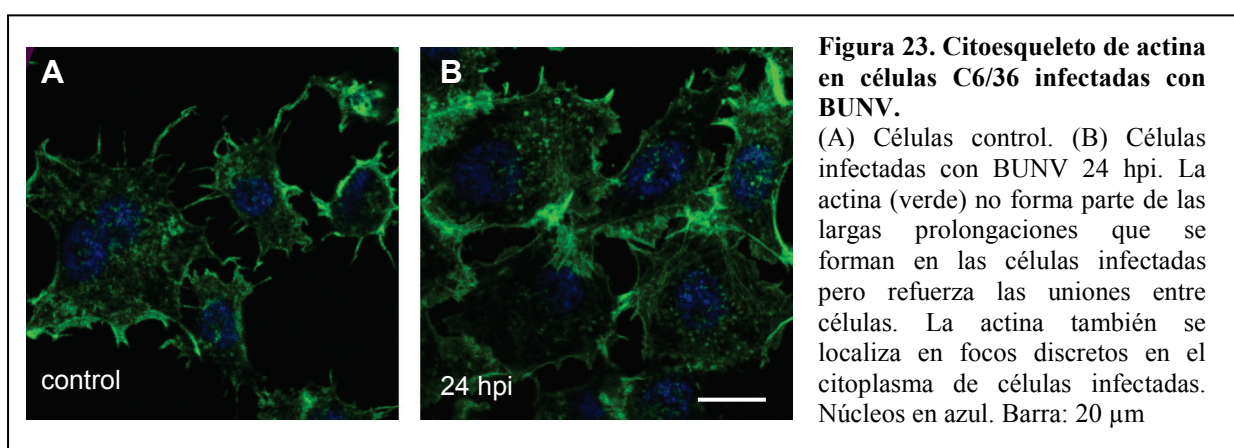 A
control
B
24 hpi
Figura 23. Citoesqueleto de actina
en células C6/36 infectadas con
BUNV.
(A) Células control. (B) Células
infectadas con BUNV 24 hpi. La
actina (verde) no forma parte de las
largas prolongaciones que se
forman en las células infectadas
pero refuerza las uniones entre
células. La actina también se
localiza en focos discretos en el
citoplasma de células infectadas.
Núcleos en azul. Barra: 20 µm